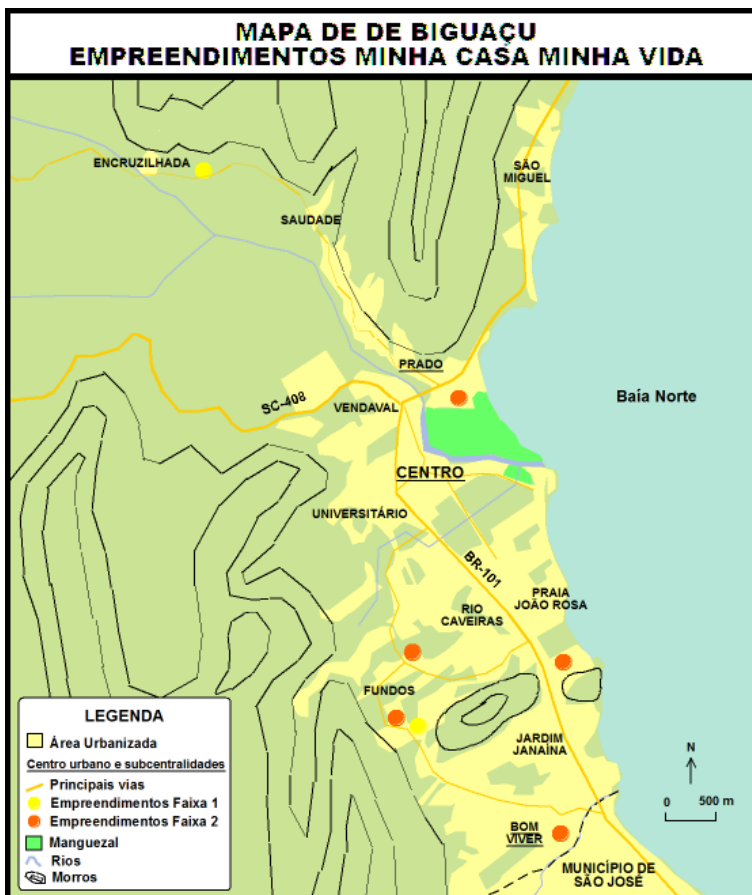 MAPA DE DE BIGUAÇU
EMPREENDIMENTOS MINHA CASA MINHA VIDA
ENCRUZILHADA
SÃO
MIGUEL
SAUDADE
PRADO
SC-408
VENDAVAL
Baía Norte
CENTRO
UNIVERSITÁRIO
BR-101
PRAIA
JOÃO ROSA
RIO
CAVEIRAS
FUNDOS
JARDIM
JANAÍNA
BOM
VIVER
MUNICÍPIO DE
SÃO JOSÉ
N
0 500 m
LEGENDA
Área Urbanizada
Centro urbano e subcentralidades
Principais vias
Empreendimentos Faixa 1
Empreendimentos Faixa 2
Manguezal
Rios
Morros